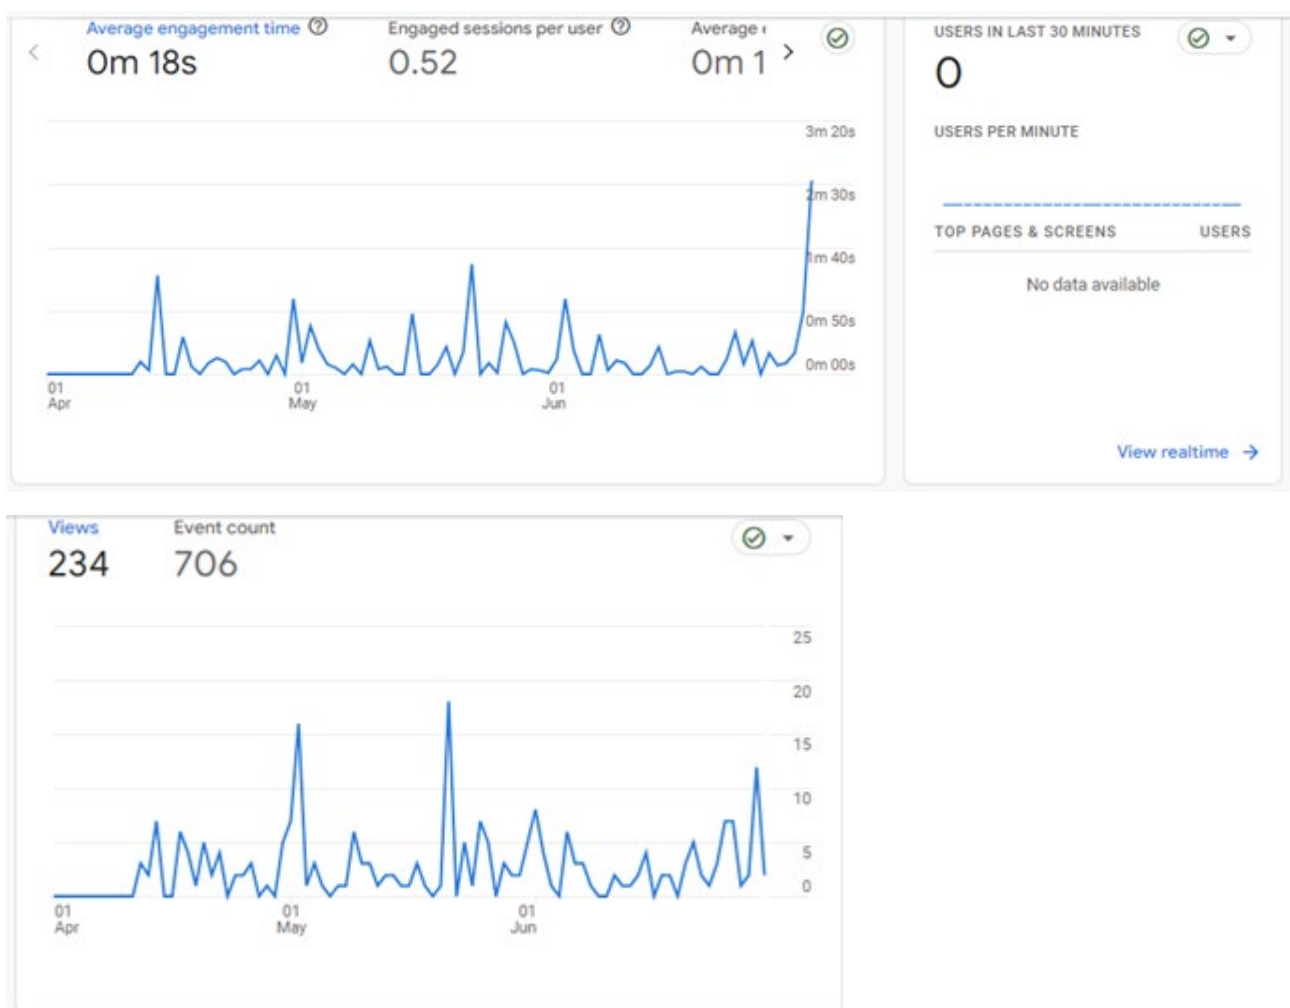 Average engagement time
0m 18s
Engaged sessions per user
0.52
Average
0m 1
3m 20s
2m 30s
1m 40s
0m 50s
0m 00s
01
Apr
01
May
01
Jun
USERS IN LAST 30 MINUTES
0
USERS PER MINUTE
TOP PAGES & SCREENS USERS
No data available
View realtime
Views
234
Event count
706
25
20
15
10
5
0
01
Apr
01
May
01
Jun